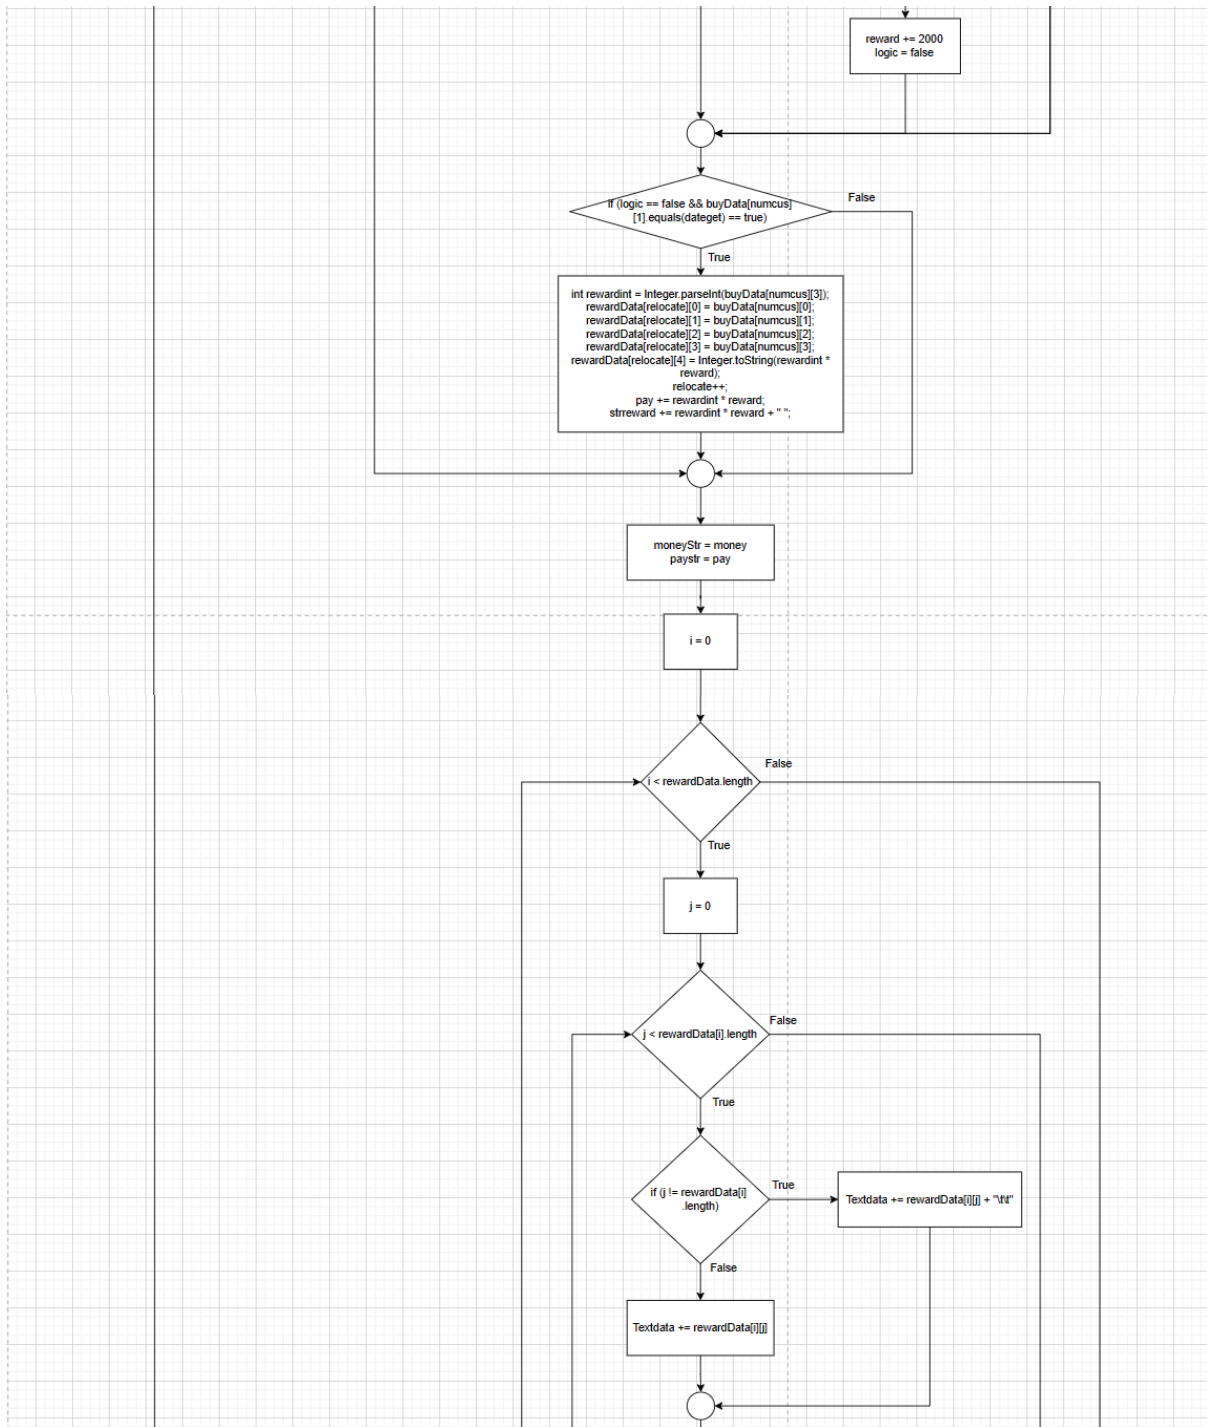 reward += 2000
logic = false
False
if (logic == false && buyData[numcus]
[1].equals(dateget) == true)
True
int rewardint = Integer.parseInt(buyData[numcus][3]);
rewardData[relocate][0] = buyData[numcus][0];
rewardData[relocate][1] = buyData[numcus][1];
rewardData[relocate][2] = buyData[numcus][2];
rewardData[relocate][3] = buyData[numcus][3];
rewardData[relocate][4] = Integer.toString(rewardint *
reward);
relocate++;
pay += rewardint * reward;
strreward += rewardint * reward + " ";
moneyStr = money
paystr = pay
i = 0
False
i < rewardData.length
True
j = 0
False
j < rewardData[i].length
True
True
if (j != rewardData[i]
.length)
Textdata += rewardData[i][j] + "\t\t"
False
Textdata += rewardData[i][j]